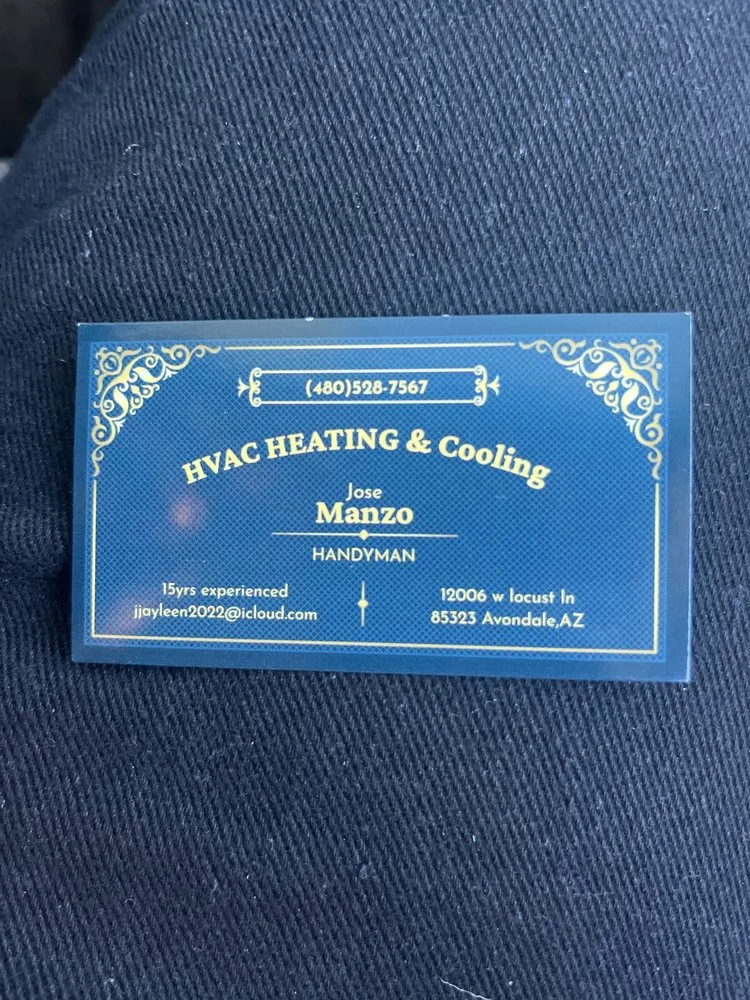 (480)528-7567
HVAC HEATING & Cooling
Jose
Manzo
HANDYMAN
15yrs experienced
jjayleen2022@icloud.com
12006 w locust ln
85323 Avondale,AZ